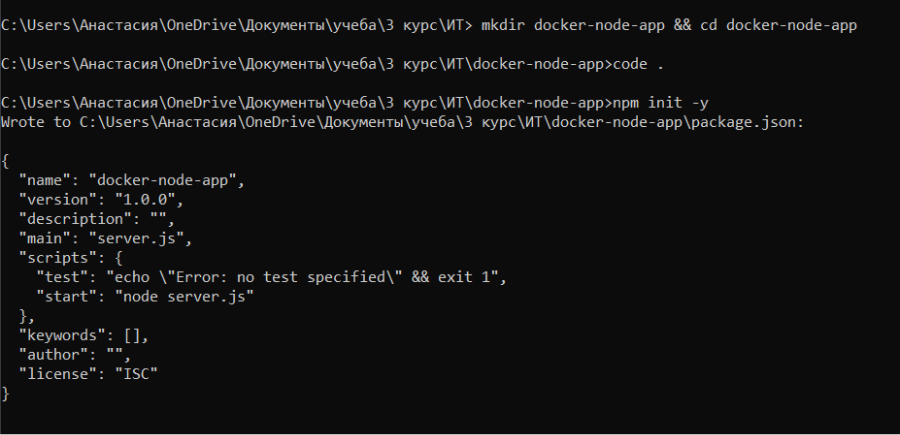 C:\Users\Анастасия\OneDrive\Документы\учеба\3 курс\ИТ> mkdir docker-node-app && cd docker-node-app
C:\Users\Анастасия\OneDrive\Документы\учеба\3 курс\ИТ\docker-node-app>code .
C:\Users\Анастасия\OneDrive\Документы\учеба\3 курс\ИТ\docker-node-app>npm init -y
Wrote to C:\Users\Анастасия\OneDrive\Документы\учеба\3 курс\ИТ\docker-node-app\package.json:
{
  "name": "docker-node-app",
  "version": "1.0.0",
  "description": "",
  "main": "server.js",
  "scripts": {
    "test": "echo \"Error: no test specified\" && exit 1",
    "start": "node server.js"
  },
  "keywords": [],
  "author": "",
  "license": "ISC"
}